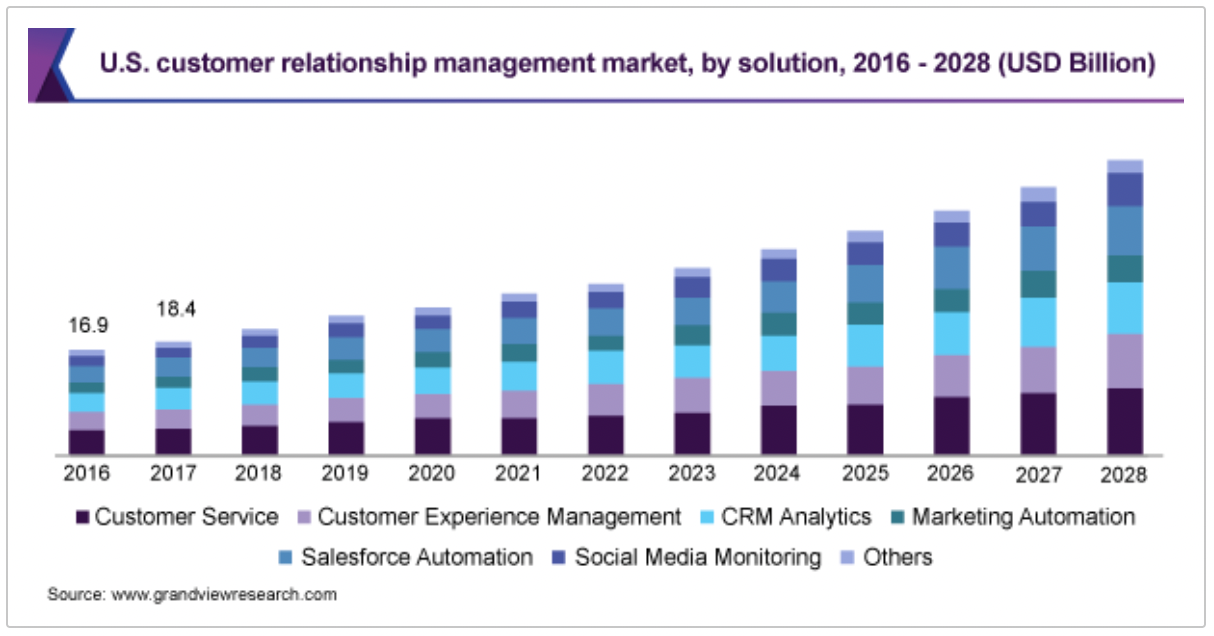 U.S. customer relationship management market, by solution, 2016 - 2028 (USD Billion)
16.9
18.4
2016 2017 2018 2019 2020 2021 2022 2023 2024 2025 2026 2027 2028
Customer Service Customer Experience Management CRM Analytics Marketing Automation
Salesforce Automation Social Media Monitoring Others
Source: www.grandviewresearch.com